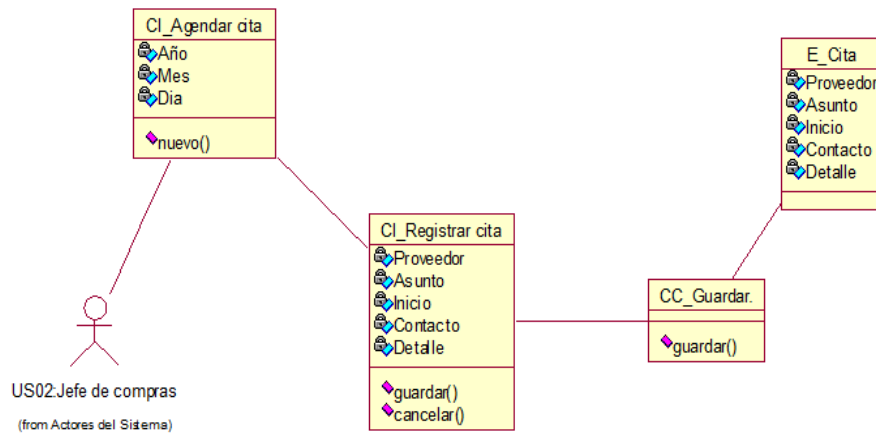 CI_Agendar cita
Año
Mes
Dia
nuevo()
E_Cita
Proveedor
Asunto
Inicio
Contacto
Detalle
CI_Registrar cita
Proveedor
Asunto
Inicio
Contacto
Detalle
guardar()
cancelar()
CC_Guardar.
guardar()
US02:Jefe de compras
(from Actores del Sistema)